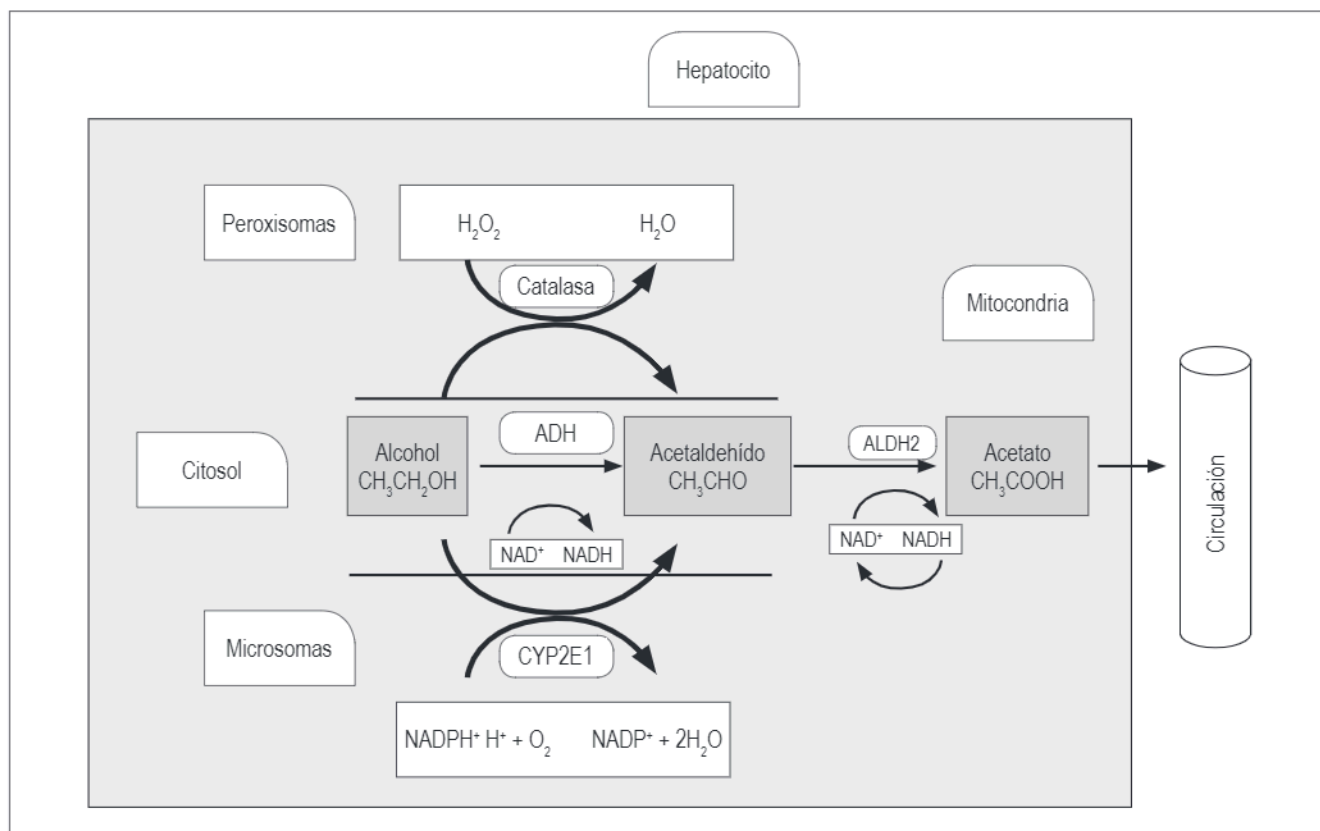 Hepatocito
Peroxisomas
H₂O₂ H₂O
Catalasa
Mitocondria
Citosol
Alcohol
CH₃CH₂OH
ADH
Acetaldehído
CH₃CHO
ALDH2
Acetato
CH₃COOH
Circulación
NAD⁺ NADH
NAD⁺ NADH
Microsomas
CYP2E1
NADPH⁺ H⁺ + O₂ NADP⁺ + 2H₂O